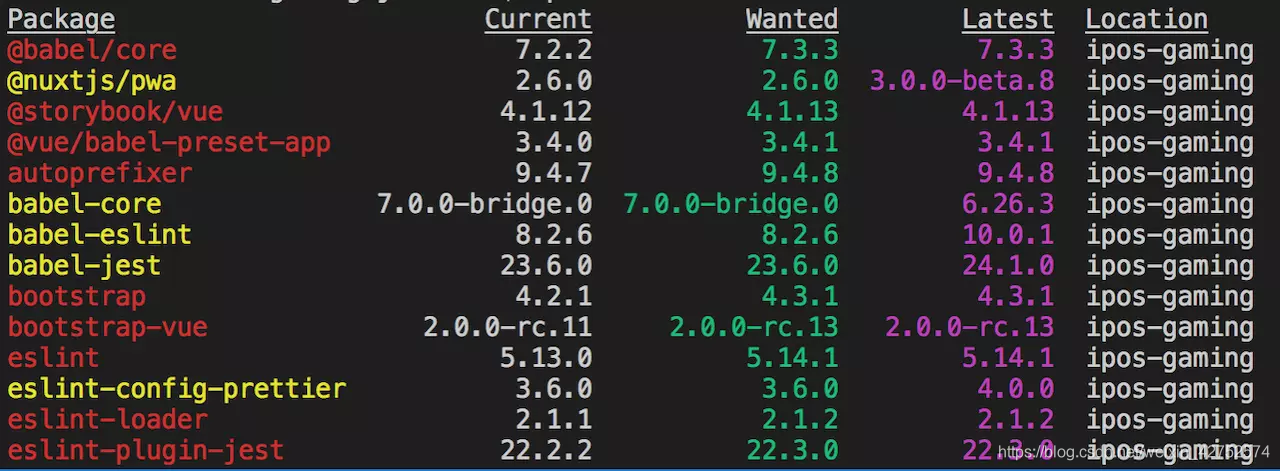 Package Current Wanted Latest Location
@babel/core 7.2.2 7.3.3 7.3.3 ipos-gaming
@nuxtjs/pwa 2.6.0 2.6.0 3.0.0-beta.8 ipos-gaming
@storybook/vue 4.1.12 4.1.13 4.1.13 ipos-gaming
@vue/babel-preset-app 3.4.0 3.4.1 3.4.1 ipos-gaming
autoprefixer 9.4.7 9.4.8 9.4.8 ipos-gaming
babel-core 7.0.0-bridge.0 7.0.0-bridge.0 6.26.3 ipos-gaming
babel-eslint 8.2.6 8.2.6 10.0.1 ipos-gaming
babel-jest 23.6.0 23.6.0 24.1.0 ipos-gaming
bootstrap 4.2.1 4.3.1 4.3.1 ipos-gaming
bootstrap-vue 2.0.0-rc.11 2.0.0-rc.13 2.0.0-rc.13 ipos-gaming
eslint 5.13.0 5.14.1 5.14.1 ipos-gaming
eslint-config-prettier 3.6.0 3.6.0 4.0.0 ipos-gaming
eslint-loader 2.1.1 2.1.2 2.1.2 ipos-gaming
eslint-plugin-jest 22.2.2 22.3.0 22.3.0 ipos-gaming